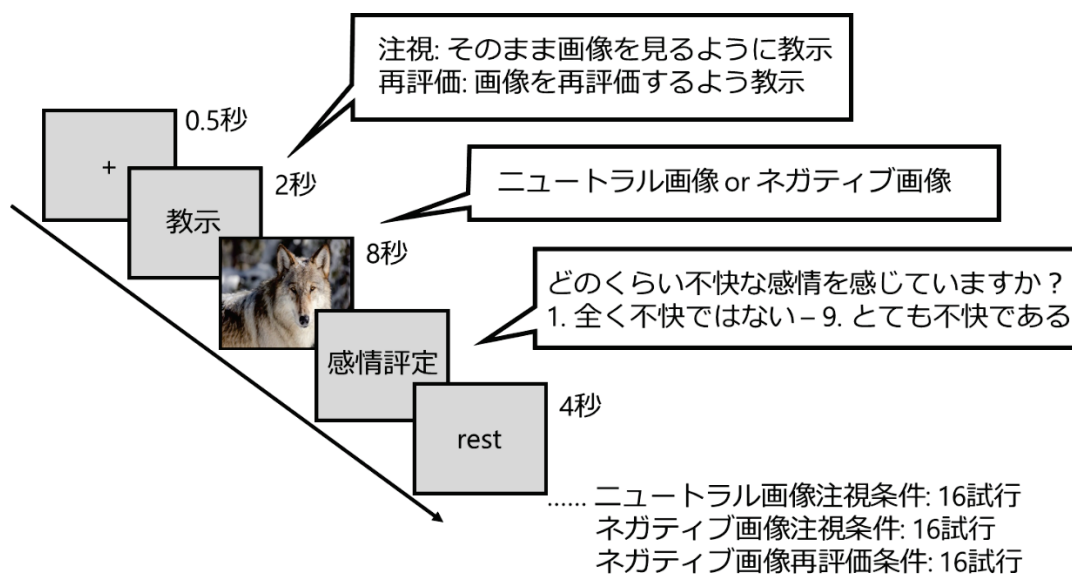 注視: そのまま画像を見るように教示
再評価: 画像を再評価するよう教示
0.5秒
+
2秒
教示
ニュートラル画像 or ネガティブ画像
8秒
どのくらい不快な感情を感じていますか？
1. 全く不快ではない – 9. とても不快である
感情評定
4秒
rest
...... ニュートラル画像注視条件: 16試行
ネガティブ画像注視条件: 16試行
ネガティブ画像再評価条件: 16試行